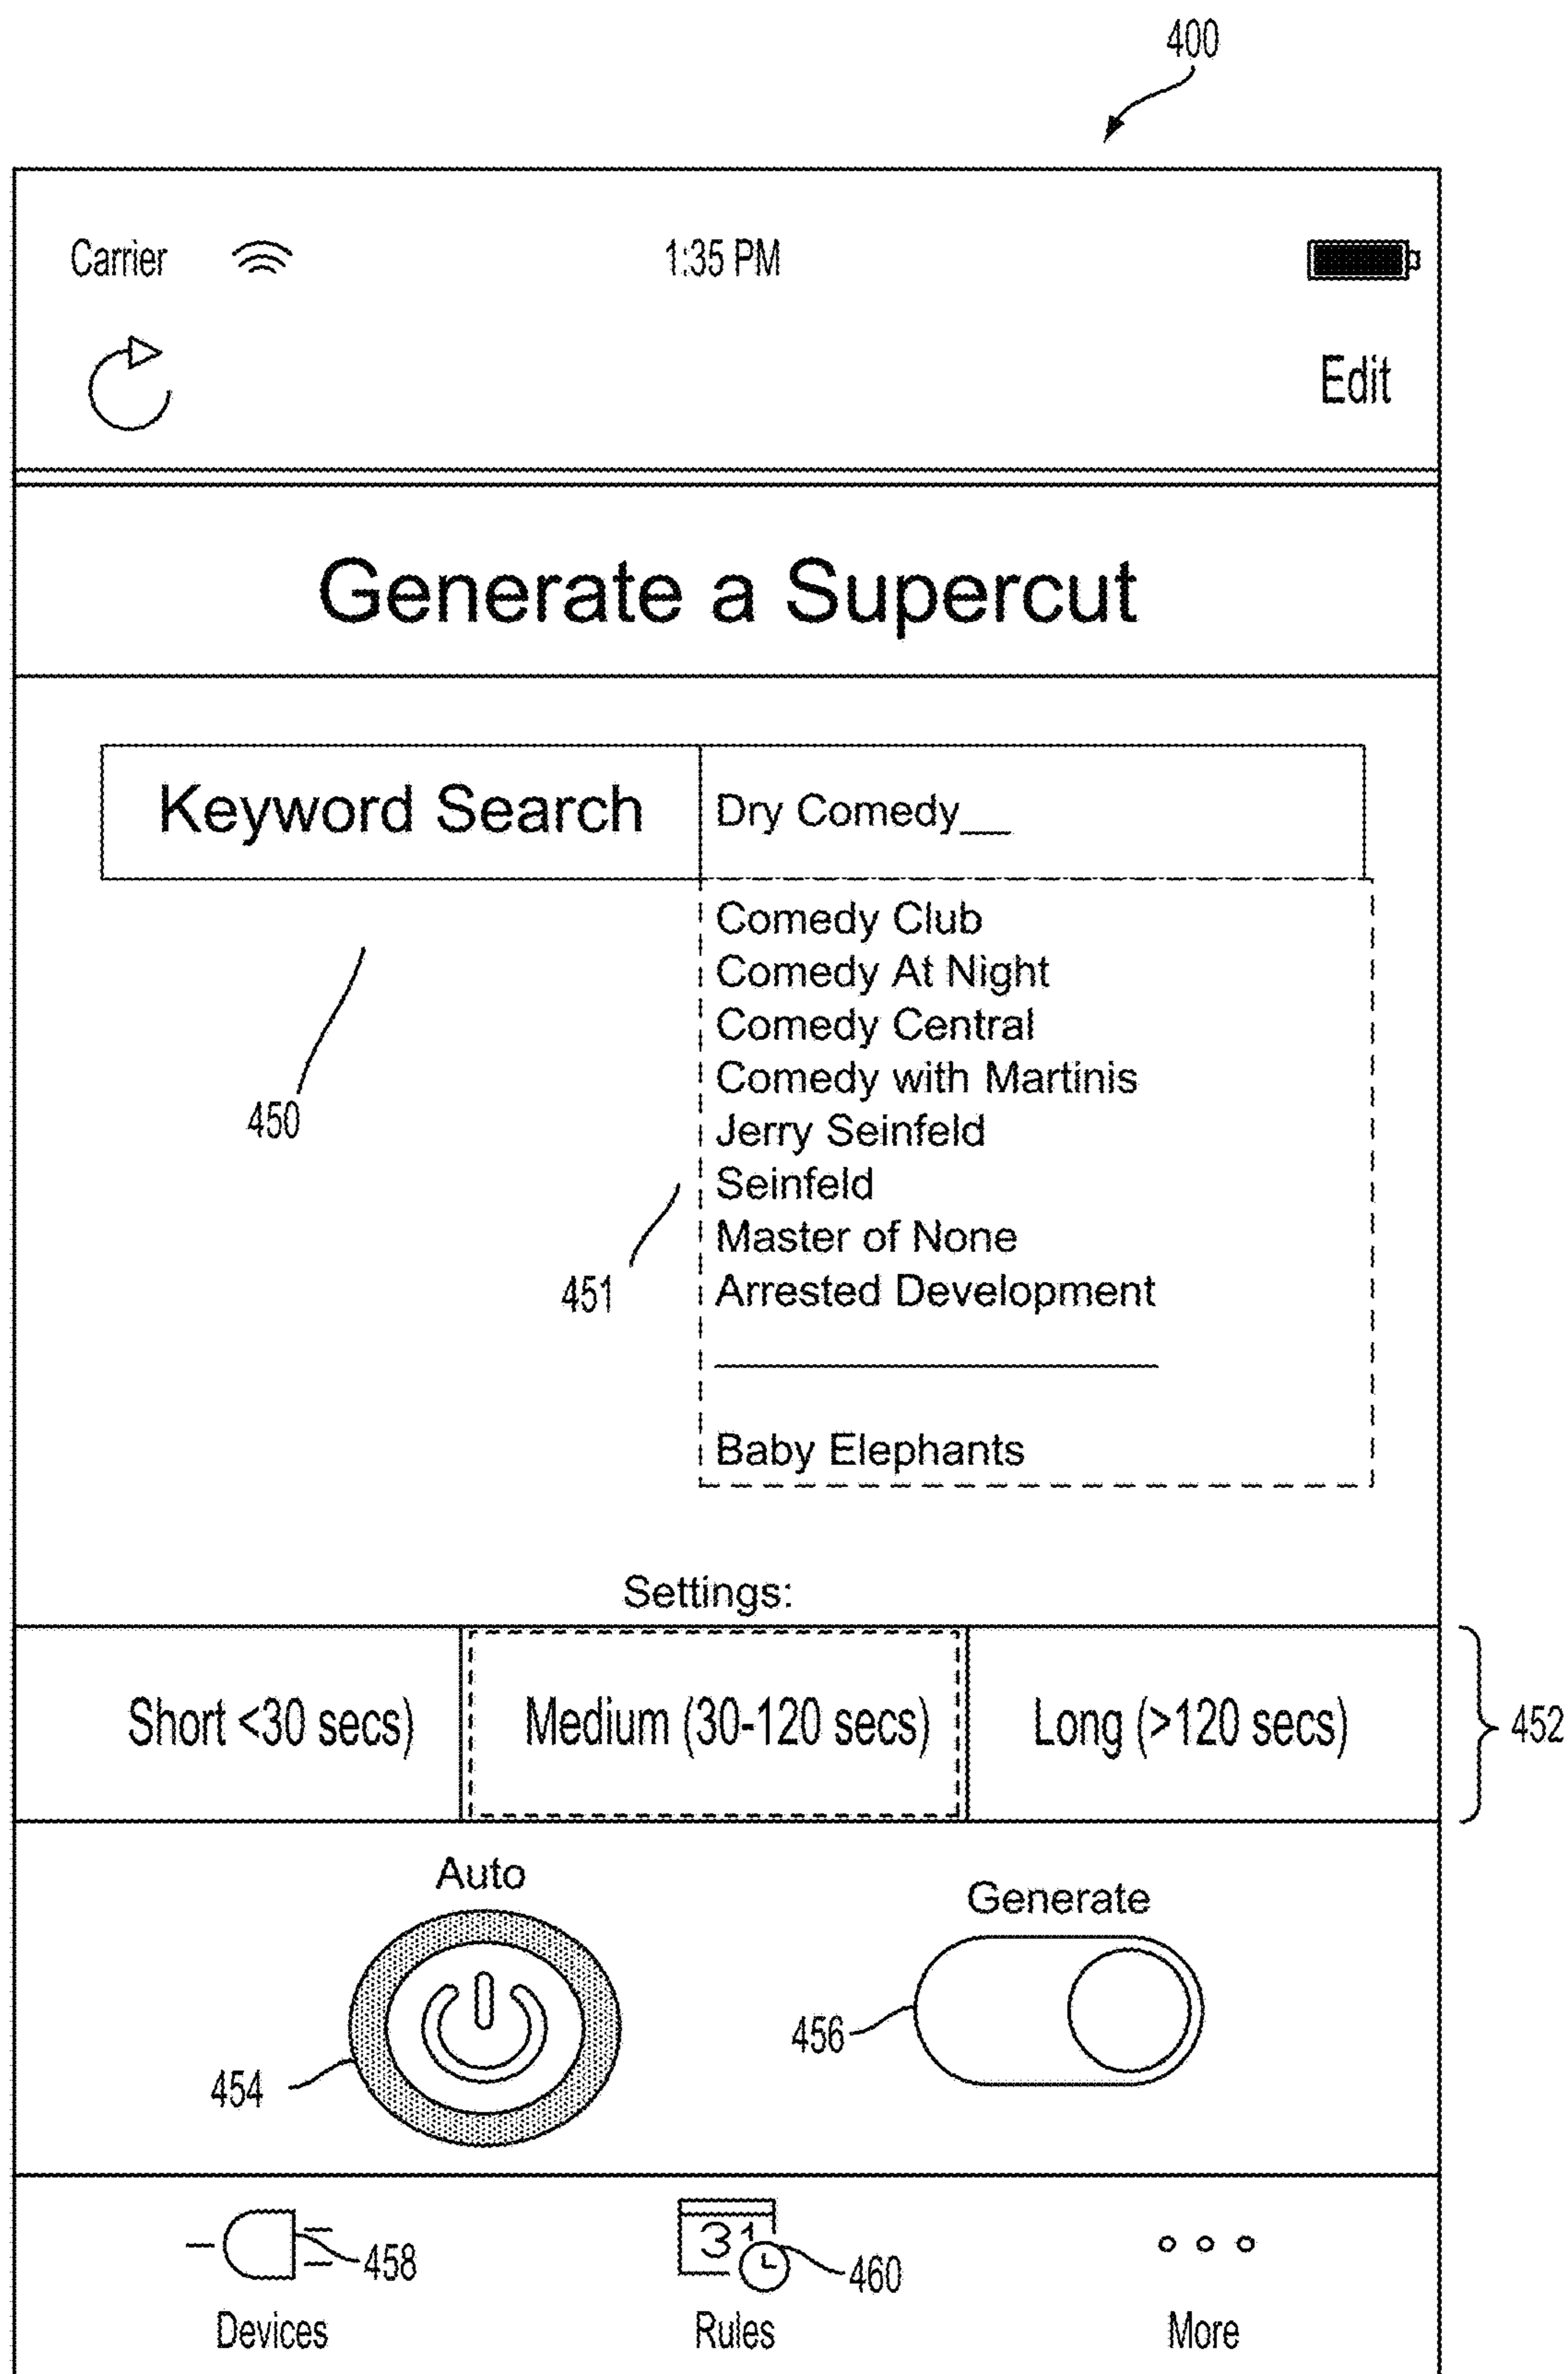 400
Carrier 1:35 PM
Edit
Generate a Supercut
Keyword Search Dry Comedy__
Comedy Club
Comedy At Night
Comedy Central
Comedy with Martinis
Jerry Seinfeld
Seinfeld
Master of None
Arrested Development
Baby Elephants
450
451
Settings:
Short <30 secs) Medium (30-120 secs) Long (>120 secs) 452
Auto Generate
454 456
31
458 460
Devices Rules More